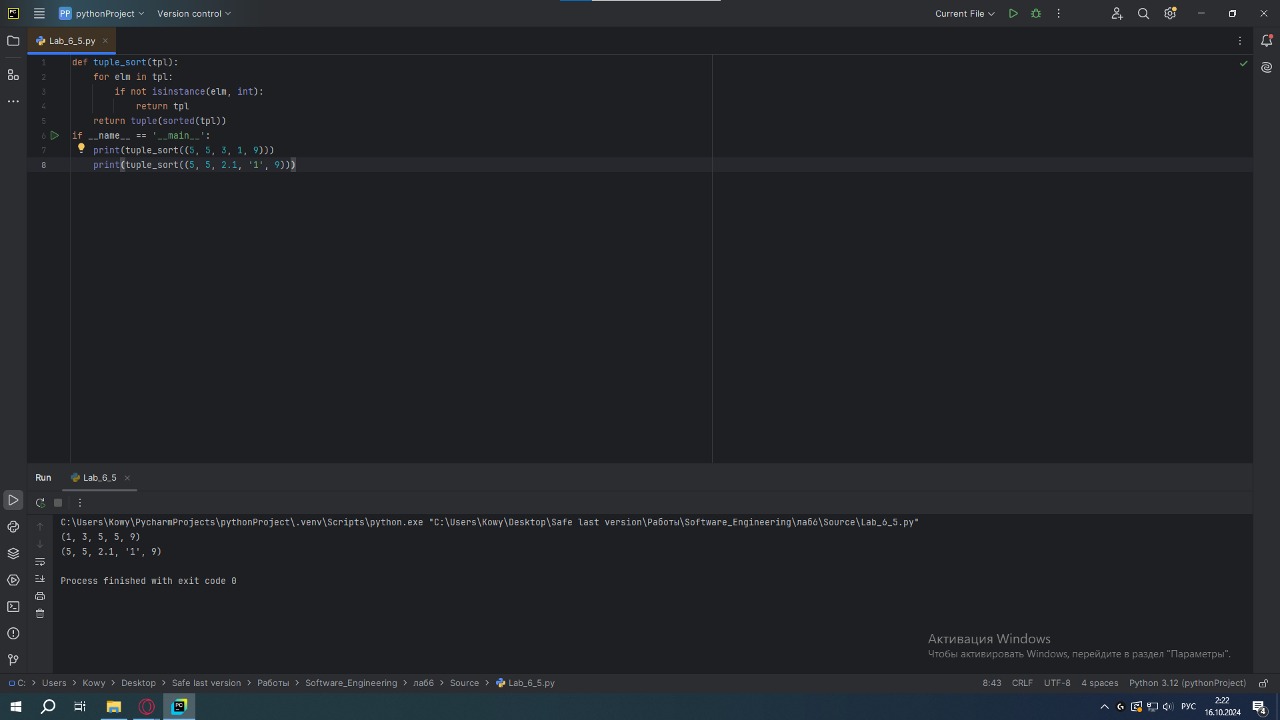 PC
PP pythonProject
Version control
Current File
Lab_6_5.py
1 def tuple_sort(tpl):
2 for elm in tpl:
3 if not isinstance(elm, int):
4 return tpl
5 return tuple(sorted(tpl))
6 if __name__ == '__main__':
7 print(tuple_sort((5, 5, 3, 1, 9)))
8 print(tuple_sort((5, 5, 2.1, '1', 9)))
Run Lab_6_5
C:\Users\Kowy\PycharmProjects\pythonProject\.venv\Scripts\python.exe "C:\Users\Kowy\Desktop\Safe last version\Работы\Software_Engineering\лаб6\Source\Lab_6_5.py"
(1, 3, 5, 5, 9)
(5, 5, 2.1, '1', 9)
Process finished with exit code 0
Активация Windows
Чтобы активировать Windows, перейдите в раздел "Параметры".
C: Users Kowy Desktop Safe last version Работы Software_Engineering лаб6 Source Lab_6_5.py
8:43 CRLF UTF-8 4 spaces Python 3.12 (pythonProject)
PC
РУС
2:22
16.10.2024
4